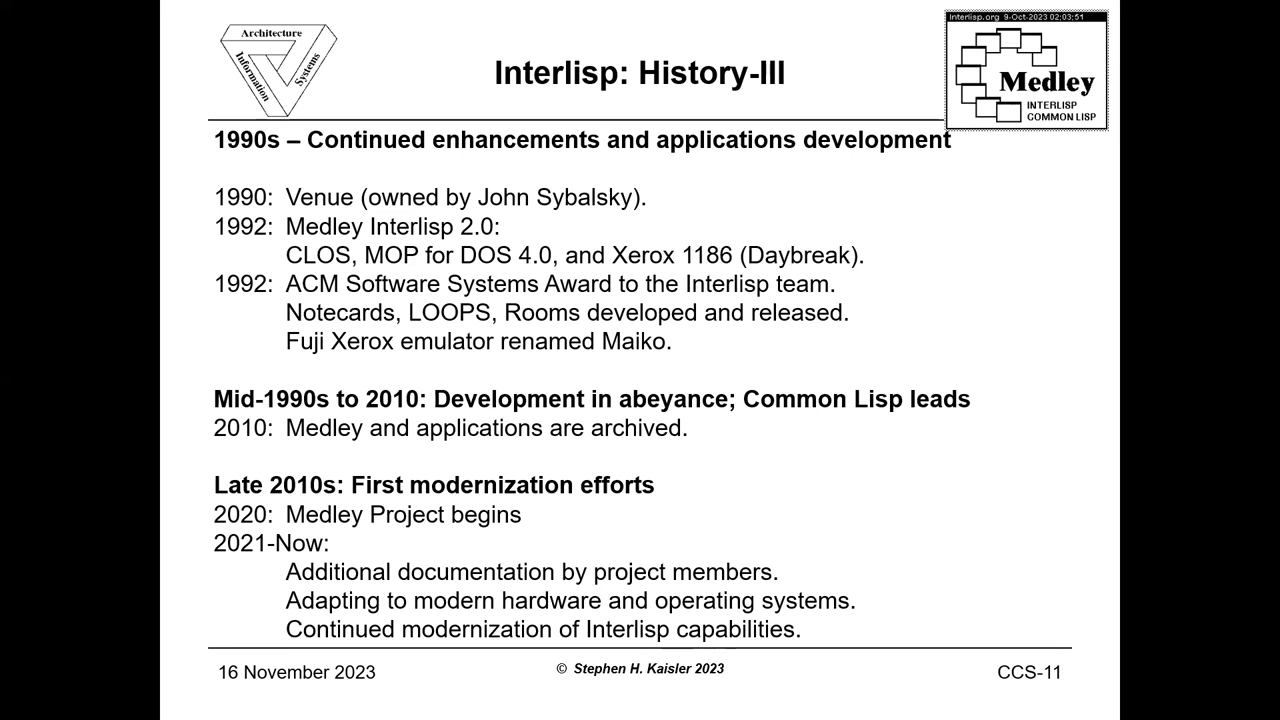 Architecture
Information
Systems
Interlisp: History-III
Interlisp.org 9-Oct-2023 02:03:51
Medley
INTERLISP
COMMON LISP
1990s – Continued enhancements and applications development
1990: Venue (owned by John Sybalsky).
1992: Medley Interlisp 2.0:
CLOS, MOP for DOS 4.0, and Xerox 1186 (Daybreak).
1992: ACM Software Systems Award to the Interlisp team.
Notecards, LOOPS, Rooms developed and released.
Fuji Xerox emulator renamed Maiko.
Mid-1990s to 2010: Development in abeyance; Common Lisp leads
2010: Medley and applications are archived.
Late 2010s: First modernization efforts
2020: Medley Project begins
2021-Now:
Additional documentation by project members.
Adapting to modern hardware and operating systems.
Continued modernization of Interlisp capabilities.
16 November 2023
© Stephen H. Kaisler 2023
CCS-11